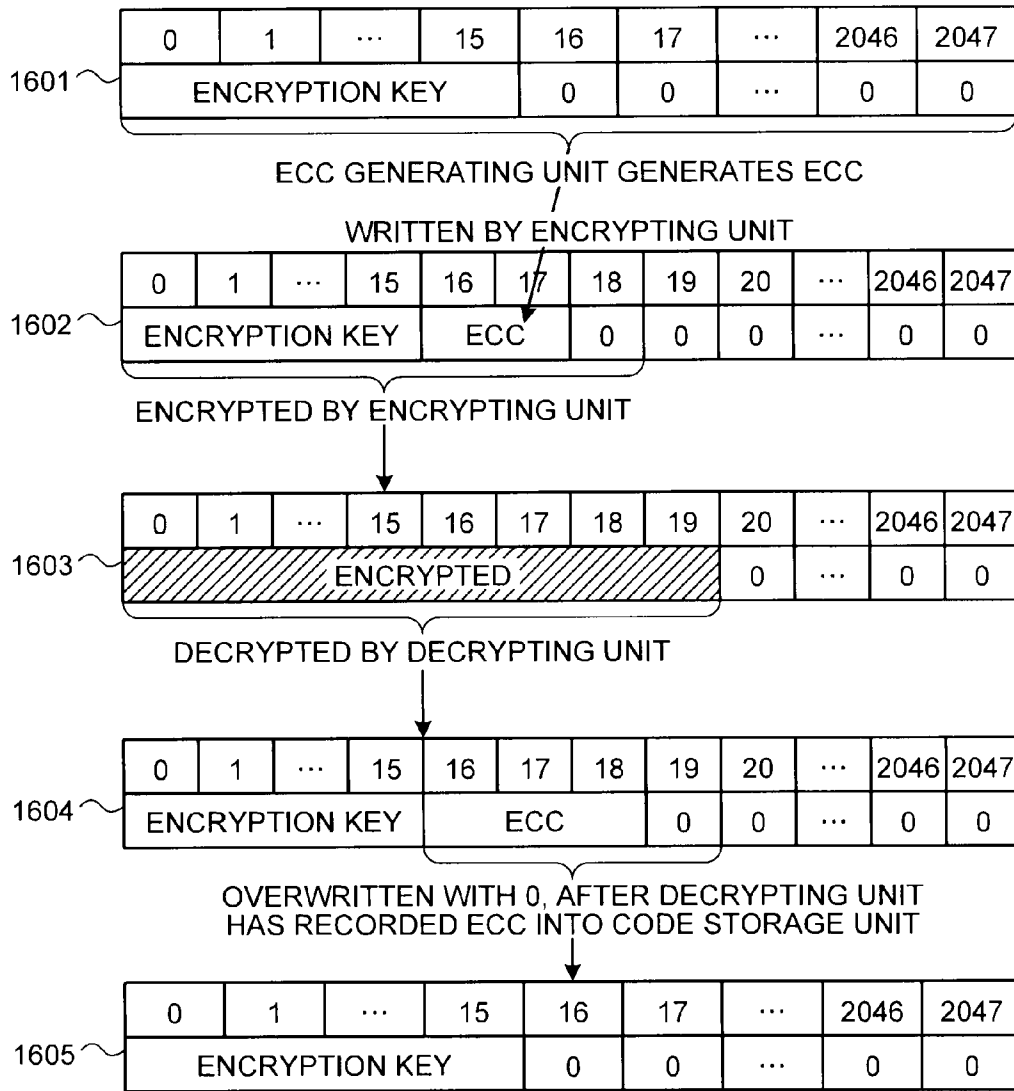 0 1 ... 15 16 17 ... 2046 2047
1601 ENCRYPTION KEY 0 0 ... 0 0
ECC GENERATING UNIT GENERATES ECC
WRITTEN BY ENCRYPTING UNIT
0 1 ... 15 16 17 18 19 20 ... 2046 2047
1602 ENCRYPTION KEY ECC 0 0 0 ... 0 0
ENCRYPTED BY ENCRYPTING UNIT
0 1 ... 15 16 17 18 19 20 ... 2046 2047
1603 ENCRYPTED 0 ... 0 0
DECRYPTED BY DECRYPTING UNIT
0 1 ... 15 16 17 18 19 20 ... 2046 2047
1604 ENCRYPTION KEY ECC 0 0 ... 0 0
OVERWRITTEN WITH 0, AFTER DECRYPTING UNIT
HAS RECORDED ECC INTO CODE STORAGE UNIT
0 1 ... 15 16 17 ... 2046 2047
1605 ENCRYPTION KEY 0 0 ... 0 0